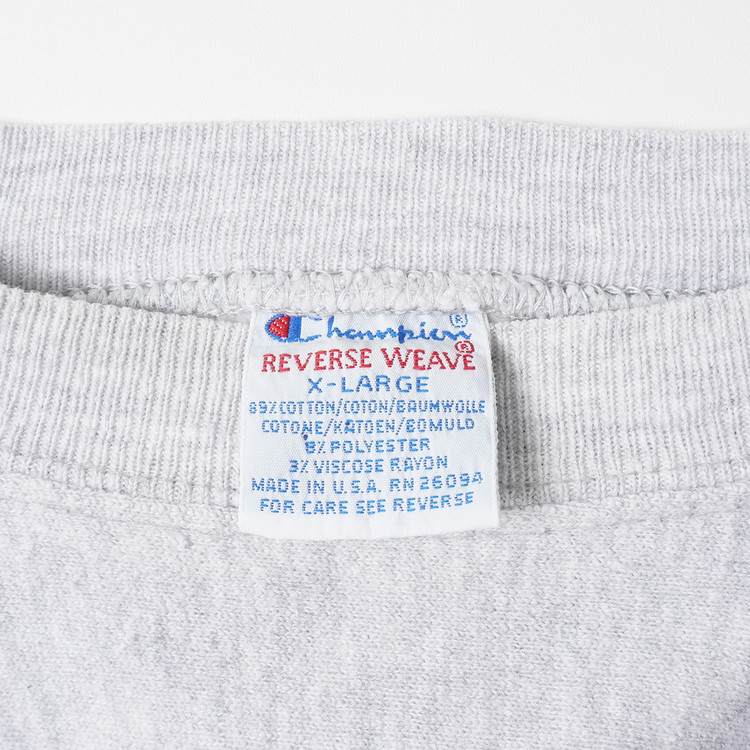 Champion®
REVERSE WEAVE®
X-LARGE
89% COTTON/COTON/BAUMWOLLE
COTONE/KATOEN/BOMULD
8% POLYESTER
3% VISCOSE RAYON
MADE IN U.S.A. RN 26094
FOR CARE SEE REVERSE